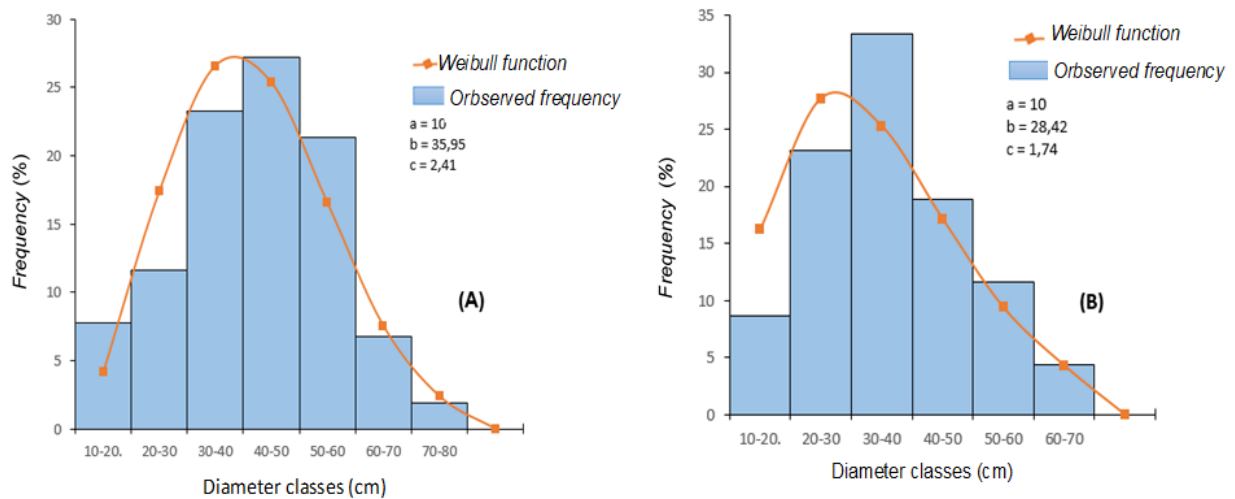 30
25
20
15
10
5
0
Frequency (%)
Weibull function
Orbserved frequency
a = 10
b = 35,95
c = 2,41
(A)
10-20. 20-30 30-40 40-50 50-60 60-70 70-80
Diameter classes (cm)
35
30
25
20
15
10
5
0
Frequency (%)
Weibull function
Orbserved frequency
a = 10
b = 28,42
c = 1,74
(B)
10-20. 20-30 30-40 40-50 50-60 60-70
Diameter classes (cm)